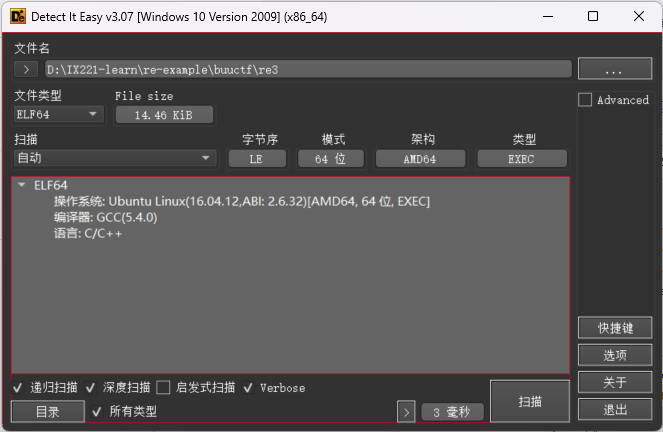 Detect It Easy v3.07 [Windows 10 Version 2009] (x86_64)
文件名
> D:\IX221-learn\re-example\buuctf\re3 ...
文件类型 File size
ELF64 14.46 KiB
Advanced
扫描 字节序 模式 架构 类型
自动 LE 64 位 AMD64 EXEC
ELF64
操作系统: Ubuntu Linux(16.04.12,ABI: 2.6.32)[AMD64, 64 位, EXEC]
编译器: GCC(5.4.0)
语言: C/C++
快捷键
选项
关于
退出
递归扫描 深度扫描 启发式扫描 Verbose
目录 所有类型 > 3 毫秒 扫描